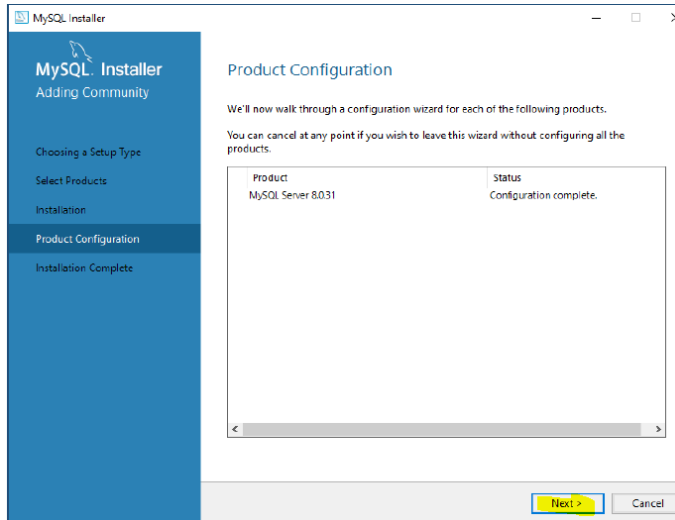 MySQL Installer
MySQL. Installer
Adding Community
Choosing a Setup Type
Select Products
Installation
Product Configuration
Installation Complete
Product Configuration
We'll now walk through a configuration wizard for each of the following products.
You can cancel at any point if you wish to leave this wizard without configuring all the
products.
Product Status
MySQL Server 8.0.31 Configuration complete.
Next > Cancel